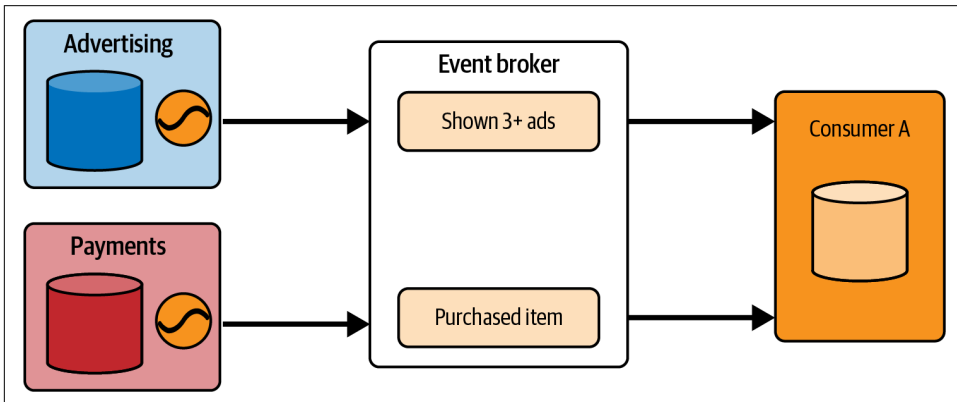 Advertising
Event broker
Shown 3+ ads
Consumer A
Payments
Purchased item